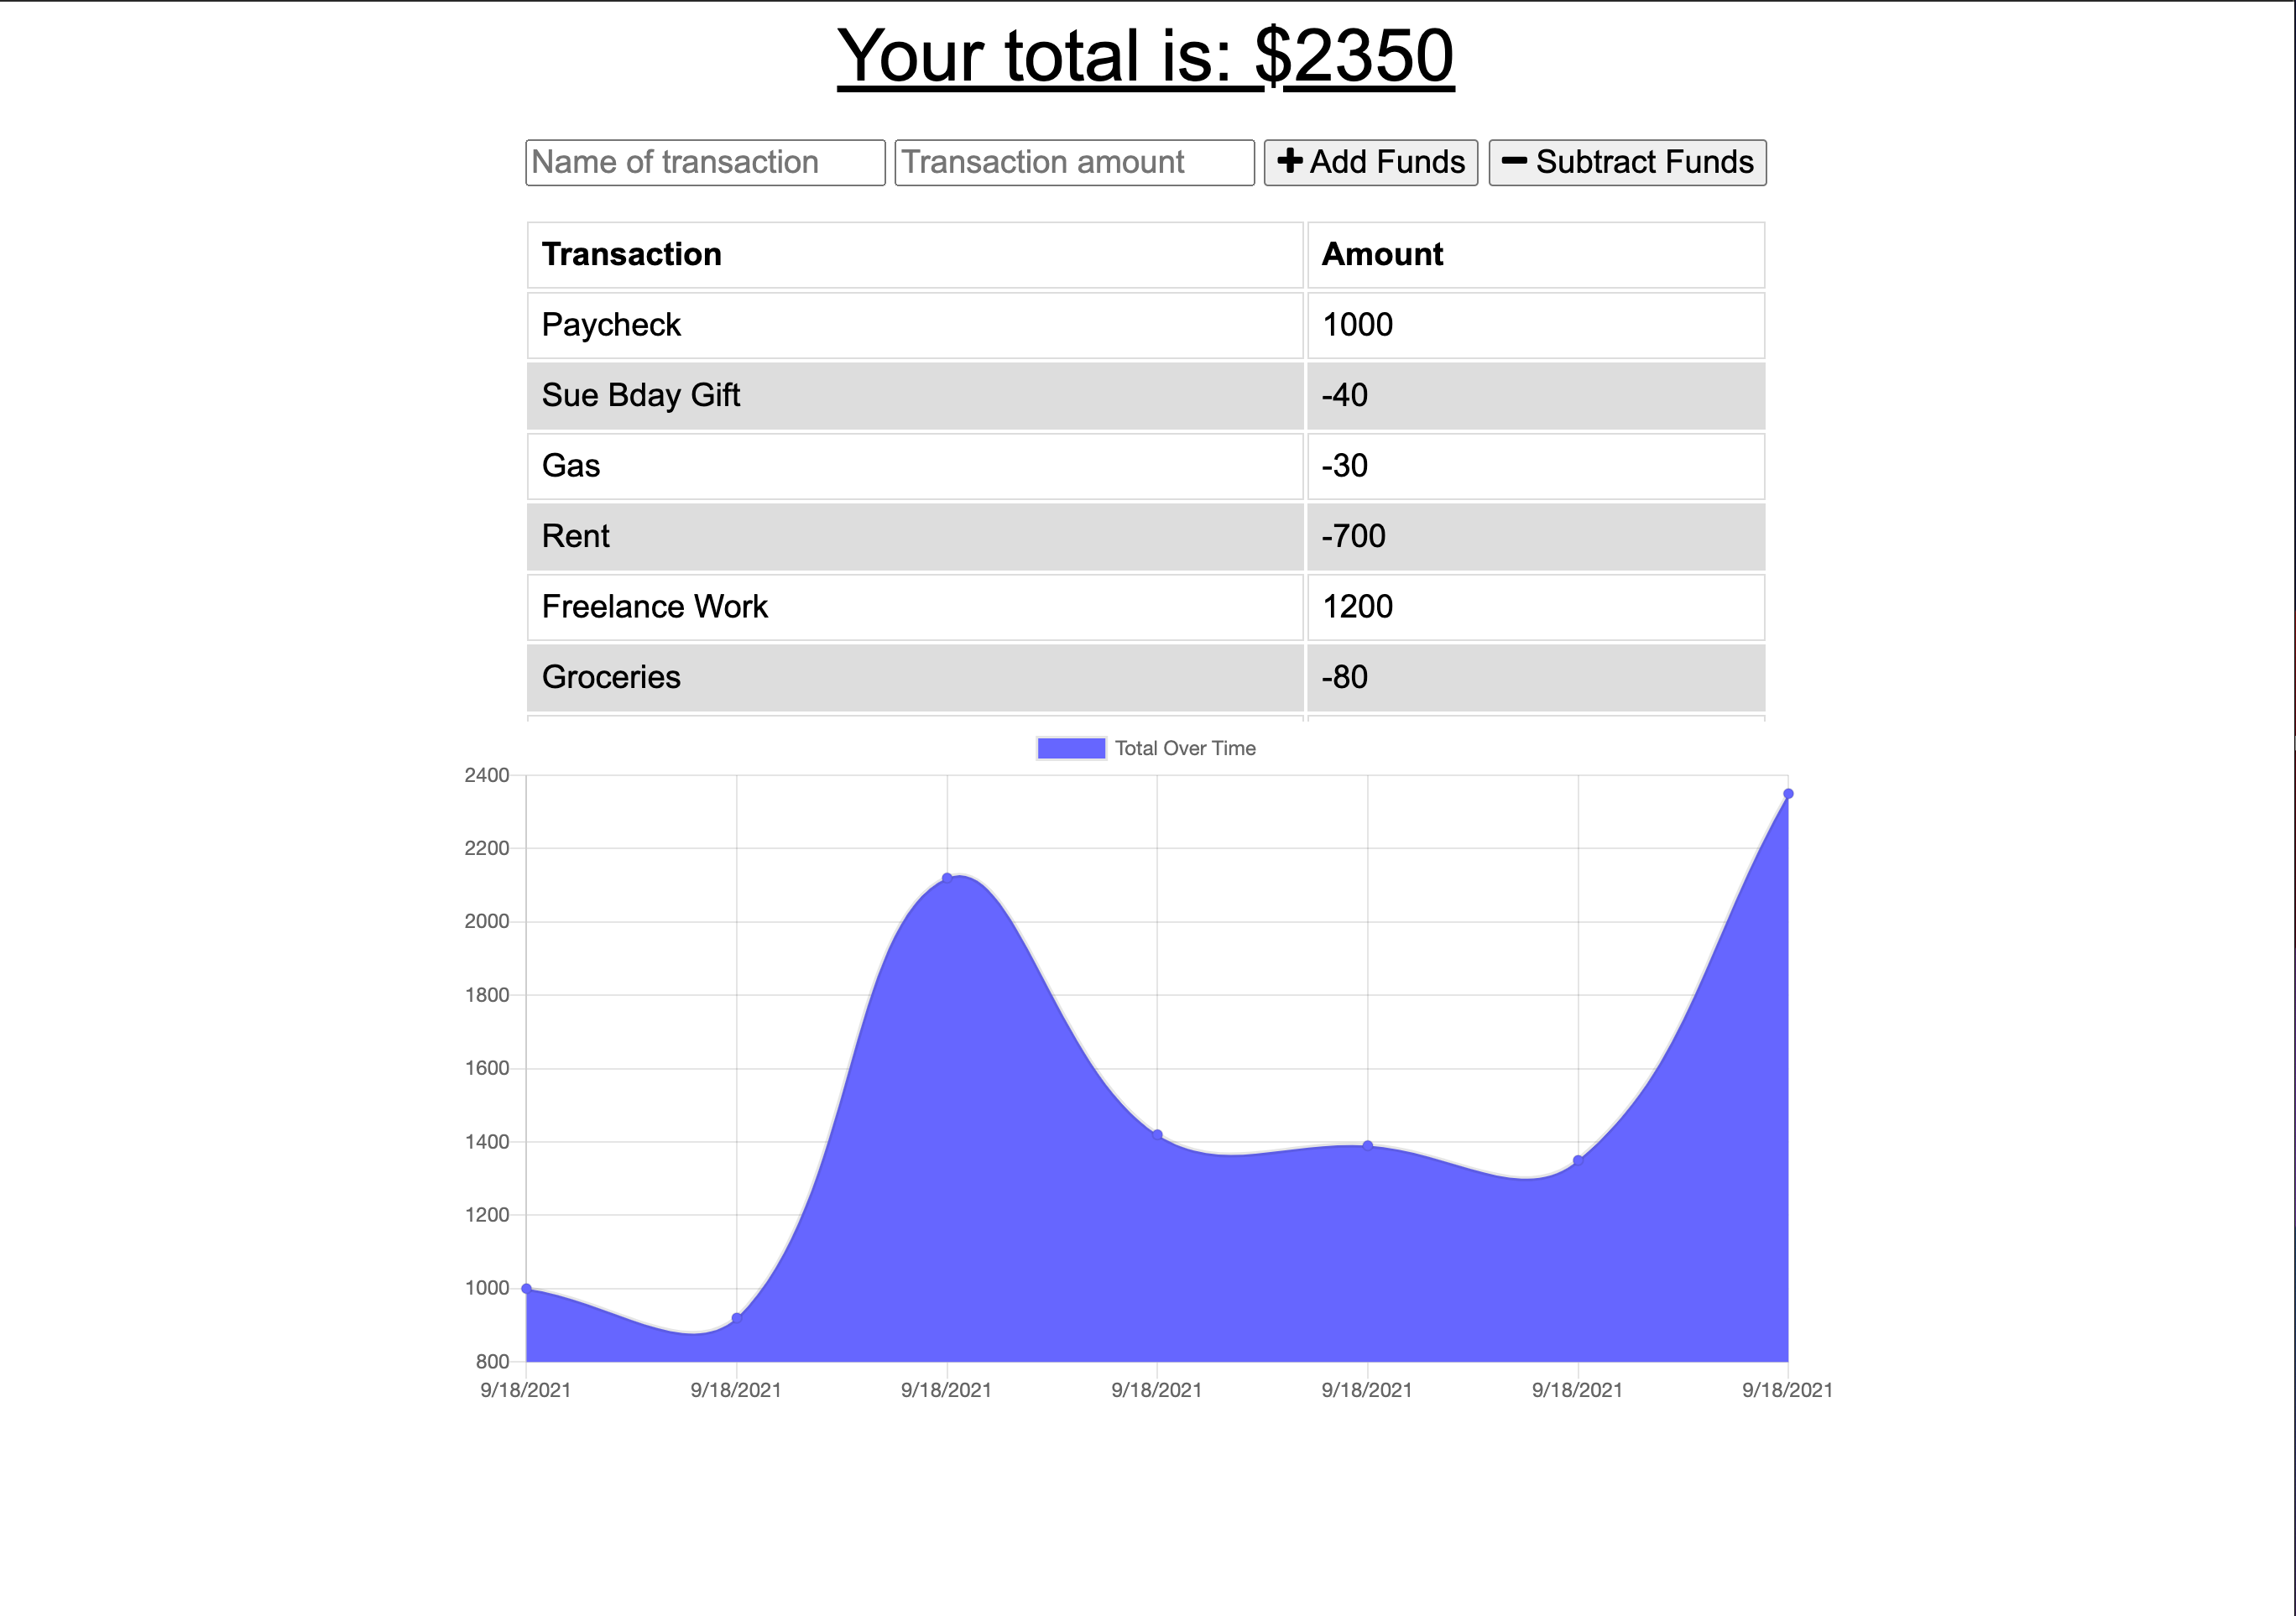 Your total is: $2350
Name of transaction Transaction amount Add Funds Subtract Funds
Transaction Amount
Paycheck 1000
Sue Bday Gift -40
Gas -30
Rent -700
Freelance Work 1200
Groceries -80
Total Over Time
2400
2200
2000
1800
1600
1400
1200
1000
800
9/18/2021 9/18/2021 9/18/2021 9/18/2021 9/18/2021 9/18/2021 9/18/2021